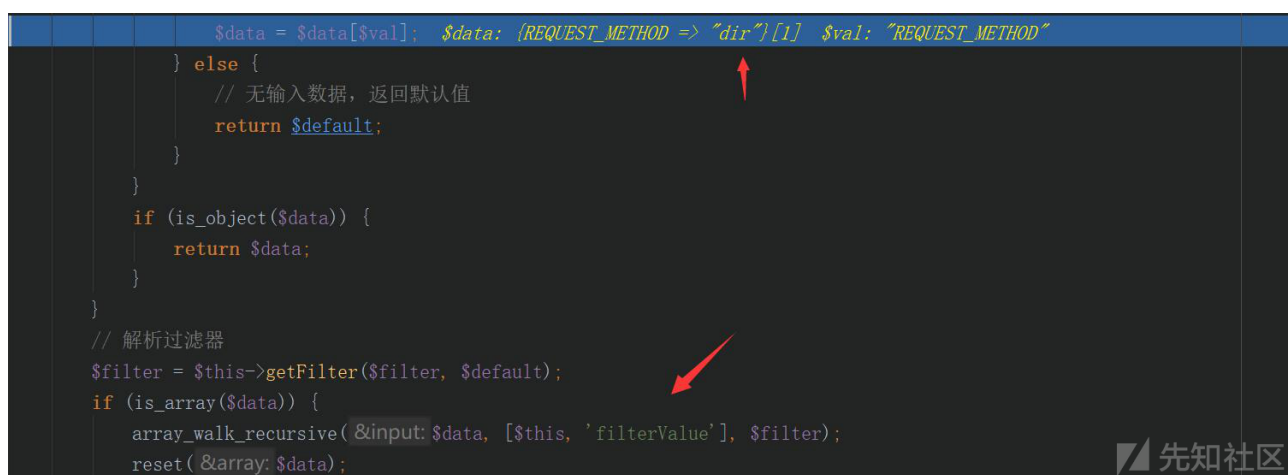 $data = $data[$val];  $data: {REQUEST_METHOD => "dir"}[1]  $val: "REQUEST_METHOD"
} else {
// 无输入数据，返回默认值
return $default;
}
}
if (is_object($data)) {
return $data;
}
}
// 解析过滤器
$filter = $this->getFilter($filter, $default);
if (is_array($data)) {
array_walk_recursive( &input: $data, [$this, 'filterValue'], $filter);
reset( &array: $data);
先知社区